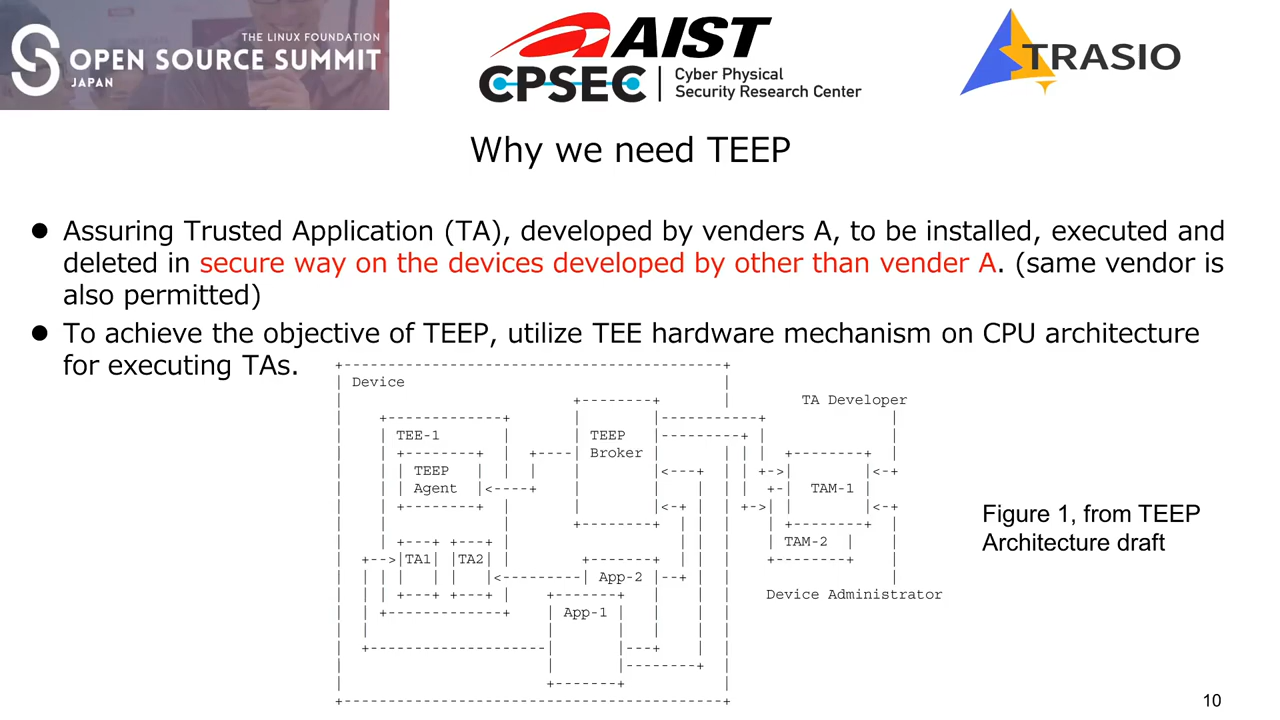 THE LINUX FOUNDATION
OPEN SOURCE SUMMIT
JAPAN
AIST
CPSEC
Cyber Physical
Security Research Center
TRASIO
Why we need TEEP
● Assuring Trusted Application (TA), developed by venders A, to be installed, executed and
deleted in secure way on the devices developed by other than vender A. (same vendor is
also permitted)
● To achieve the objective of TEEP, utilize TEE hardware mechanism on CPU architecture
for executing TAs.
Device
TA Developer
TEE-1
TEEP
Broker
TEEP
Agent
TAM-1
TAM-2
TA1
TA2
App-2
App-1
Device Administrator
Figure 1, from TEEP
Architecture draft
10